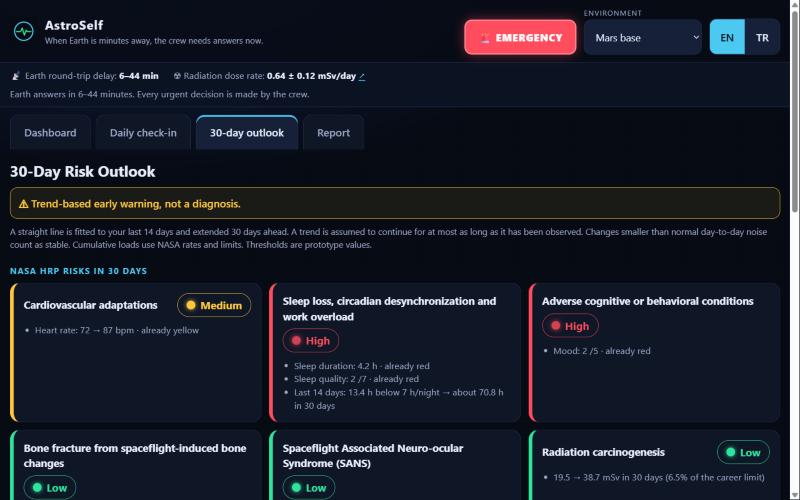 AstroSelf
When Earth is minutes away, the crew needs answers now.
EMERGENCY
ENVIRONMENT
Mars base
EN
TR
Earth round-trip delay: 6–44 min
Radiation dose rate: 0.64 ± 0.12 mSv/day ↗
Earth answers in 6–44 minutes. Every urgent decision is made by the crew.
Dashboard
Daily check-in
30-day outlook
Report
30-Day Risk Outlook
⚠ Trend-based early warning, not a diagnosis.
A straight line is fitted to your last 14 days and extended 30 days ahead. A trend is assumed to continue for at most as long as it has been observed. Changes smaller than normal day-to-day noise
count as stable. Cumulative loads use NASA rates and limits. Thresholds are prototype values.
NASA HRP RISKS IN 30 DAYS
Cardiovascular adaptations
Medium
• Heart rate: 72 → 87 bpm · already yellow
Sleep loss, circadian desynchronization and
work overload
High
• Sleep duration: 4.2 h · already red
• Sleep quality: 2 /7 · already red
• Last 14 days: 13.4 h below 7 h/night → about 70.8 h
in 30 days
Adverse cognitive or behavioral conditions
High
• Mood: 2 /5 · already red
Bone fracture from spaceflight-induced bone
changes
Low
Spaceflight Associated Neuro-ocular
Syndrome (SANS)
Low
Radiation carcinogenesis
Low
• 19.5 → 38.7 mSv in 30 days (6.5% of the career limit)